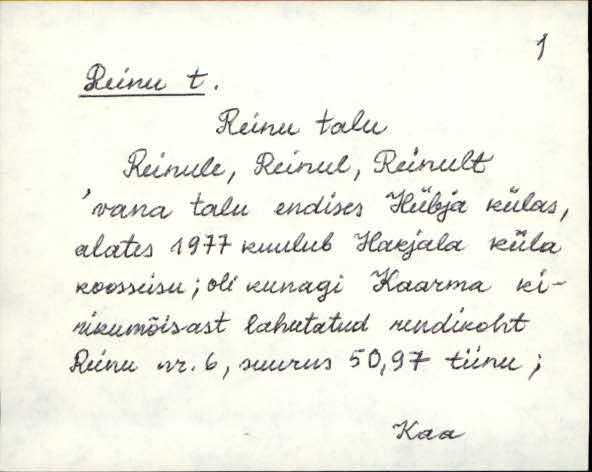 1
Reinu t.
Reinu talu
Reinule, Reinul, Reinult
'vana talu endises Hübja külas,
alates 1977 kuulub Hakjala küla
koosseisu; oli kunagi Kaarma ki-
rikumõisast lahutatud rendikoht
Reinu nr. 6, suurus 50,97 tiinu;
Kaa